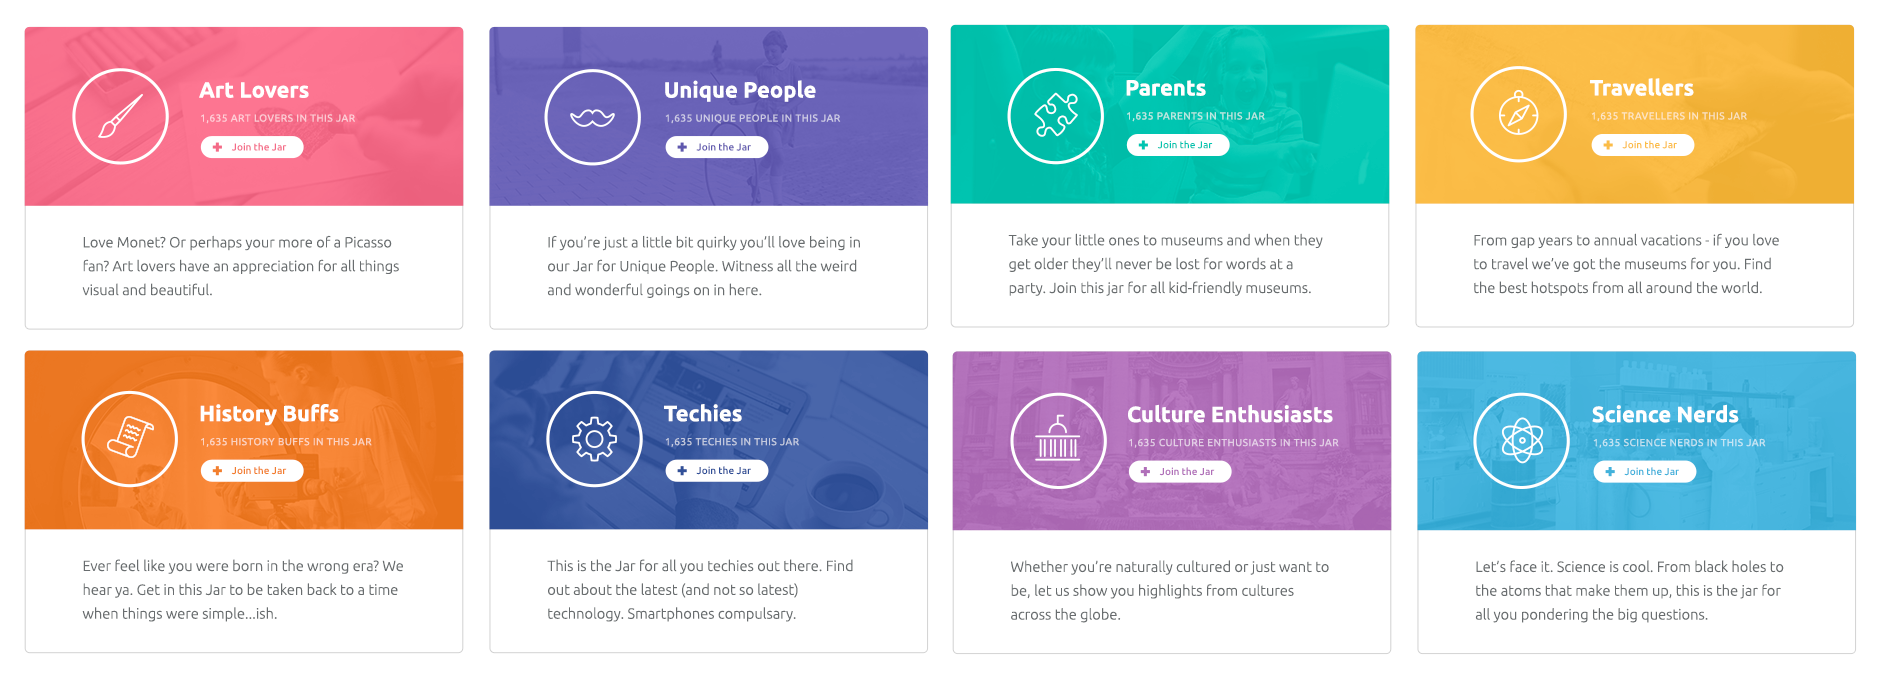 Art Lovers
1,635 ART LOVERS IN THIS JAR
Join the Jar
Love Monet? Or perhaps your more of a Picasso
fan? Art lovers have an appreciation for all things
visual and beautiful.
Unique People
1,635 UNIQUE PEOPLE IN THIS JAR
Join the Jar
If you’re just a little bit quirky you’ll love being in
our Jar for Unique People. Witness all the weird
and wonderful goings on in here.
Parents
1,635 PARENTS IN THIS JAR
Join the Jar
Take your little ones to museums and when they
get older they’ll never be lost for words at a
party. Join this jar for all kid-friendly museums.
Travellers
1,635 TRAVELLERS IN THIS JAR
Join the Jar
From gap years to annual vacations - if you love
to travel we’ve got the museums for you. Find
the best hotspots from all around the world.
History Buffs
1,635 HISTORY BUFFS IN THIS JAR
Join the Jar
Ever feel like you were born in the wrong era? We
hear ya. Get in this Jar to be taken back to a time
when things were simple...ish.
Techies
1,635 TECHIES IN THIS JAR
Join the Jar
This is the Jar for all you techies out there. Find
out about the latest (and not so latest)
technology. Smartphones compulsary.
Culture Enthusiasts
1,635 CULTURE ENTHUSIASTS IN THIS JAR
Join the Jar
Whether you’re naturally cultured or just want to
be, let us show you highlights from cultures
across the globe.
Science Nerds
1,635 SCIENCE NERDS IN THIS JAR
Join the Jar
Let’s face it. Science is cool. From black holes to
the atoms that make them up, this is the jar for
all you pondering the big questions.